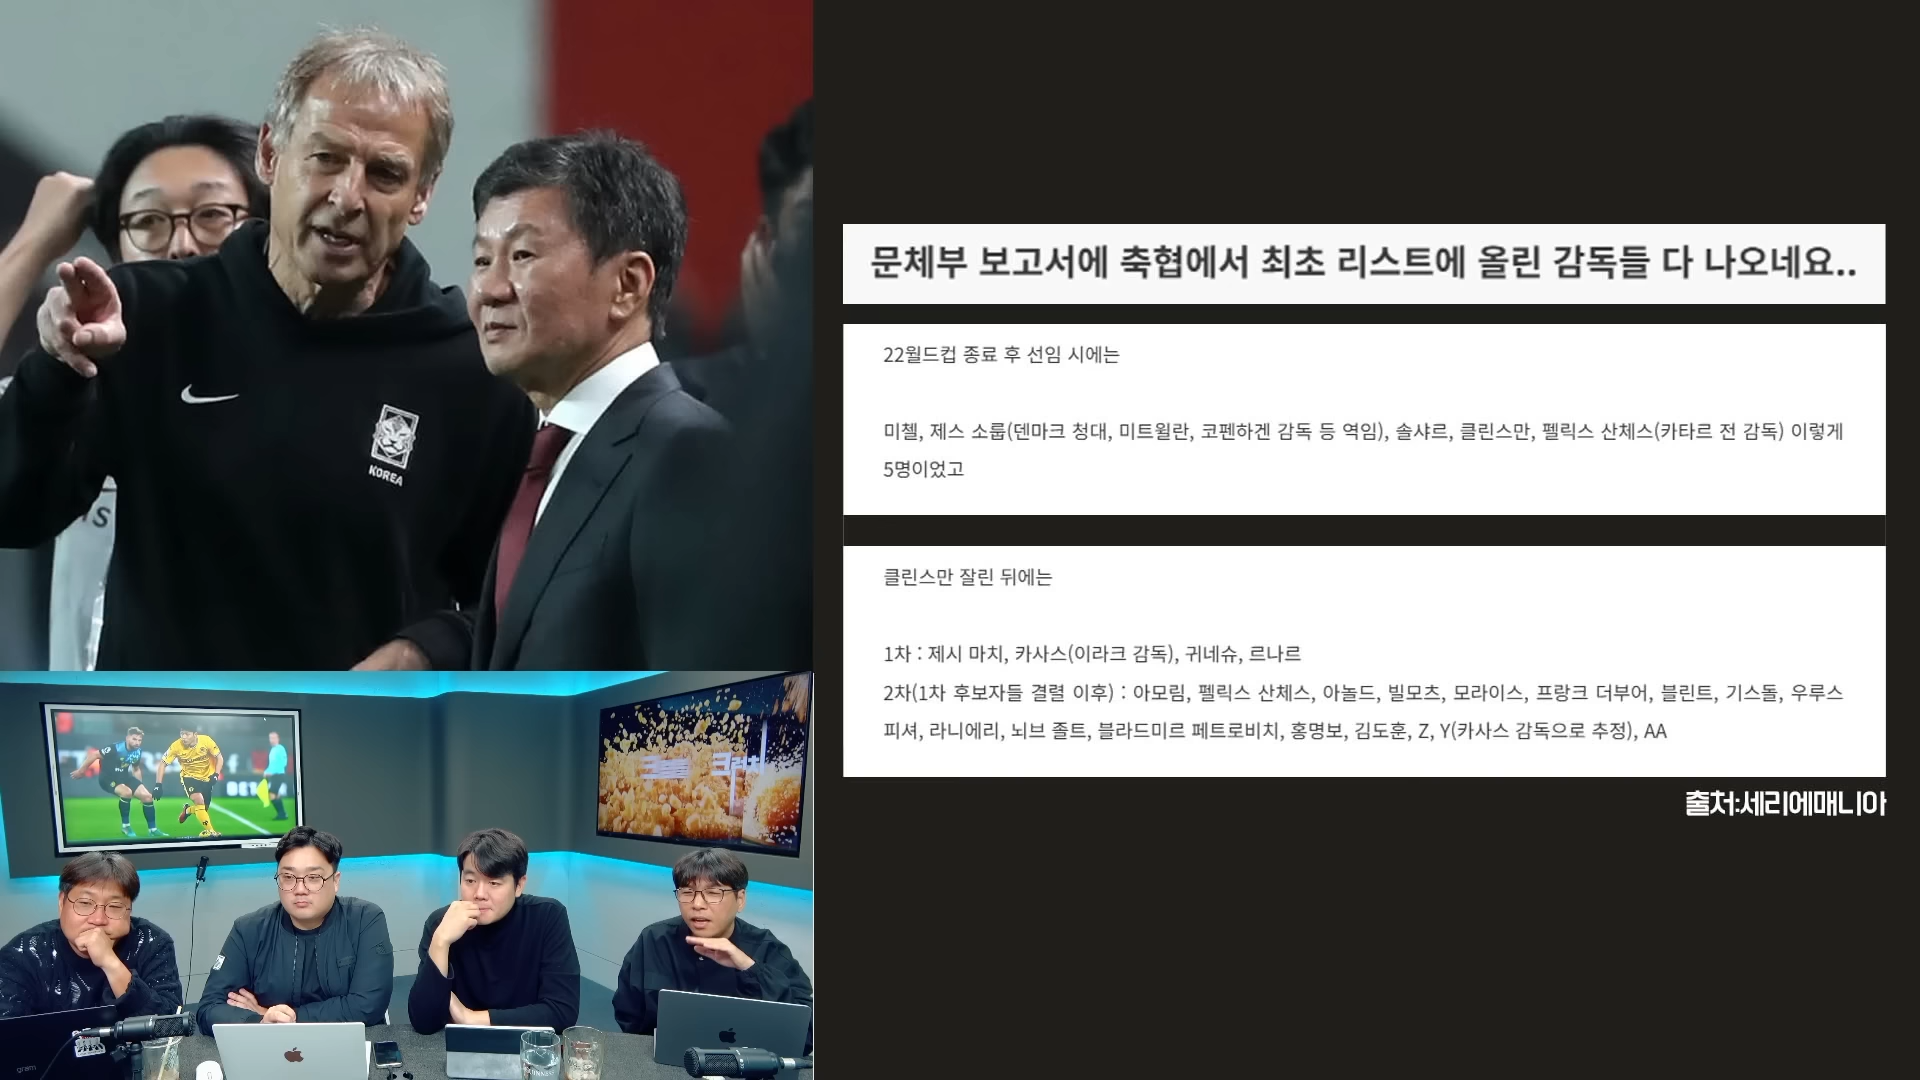 문체부 보고서에 축협에서 최초 리스트에 올린 감독들 다 나오네요..
22월드컵 종료 후 선임 시에는
미첼, 제스 소룹(덴마크 청대, 미트윌란, 코펜하겐 감독 등 역임), 솔샤르, 클린스만, 펠릭스 산체스(카타르 전 감독) 이렇게
5명이었고
클린스만 잘린 뒤에는
1차 : 제시 마치, 카사스(이라크 감독), 귀네슈, 르나르
2차(1차 후보자들 결렬 이후) : 아모림, 펠릭스 산체스, 아놀드, 빌모츠, 모라이스, 프랑크 더부어, 블린트, 기스돌, 우루스
피셔, 라니에리, 뇌브 졸트, 블라드미르 페트로비치, 홍명보, 김도훈, Z, Y(카사스 감독으로 추정), AA
출처:세리에매니아
KOREA
gram